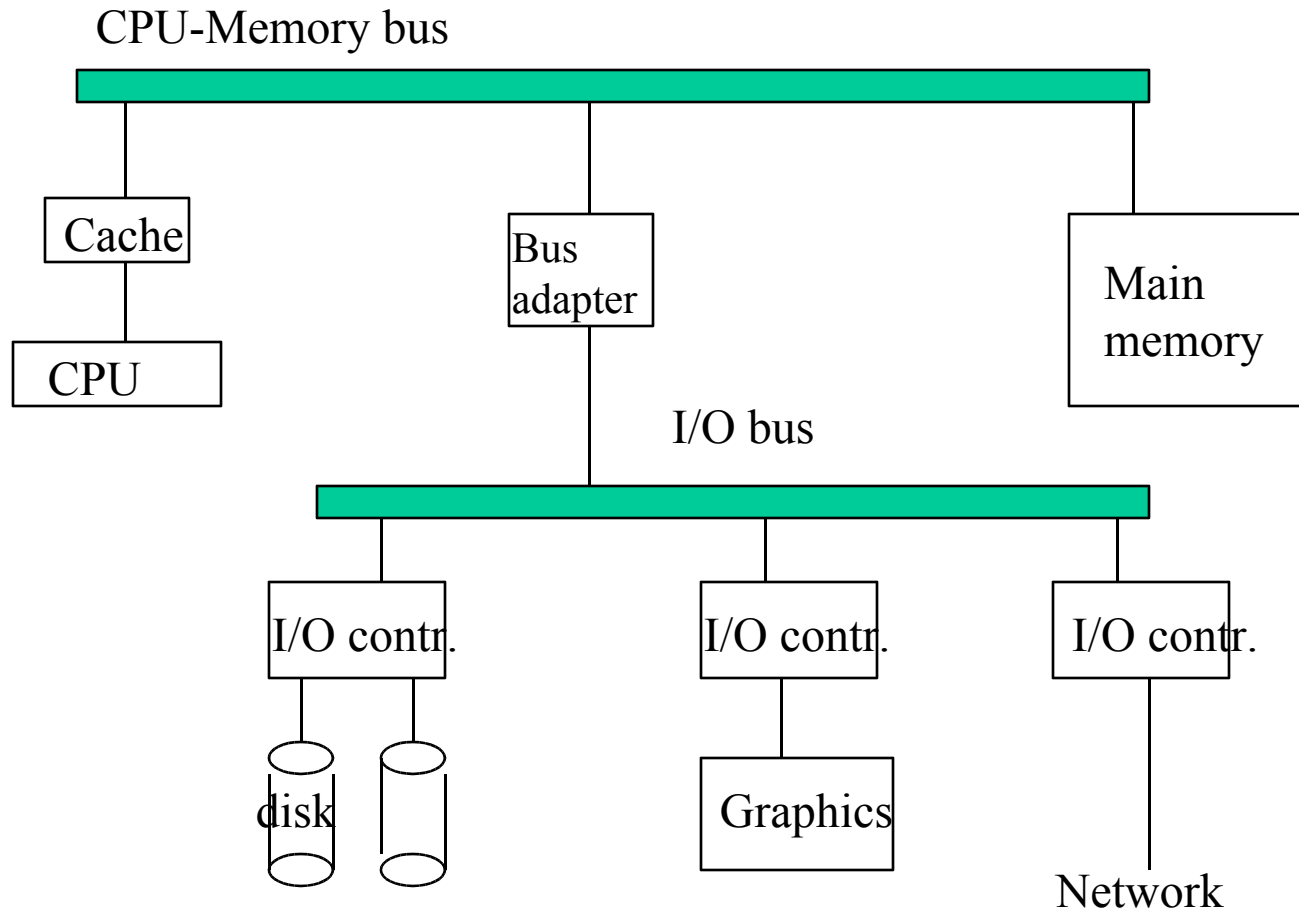 CPU-Memory bus
Cache
Bus
adapter
Main
memory
CPU
I/O bus
I/O contr.
I/O contr.
I/O contr.
disk
Graphics
Network